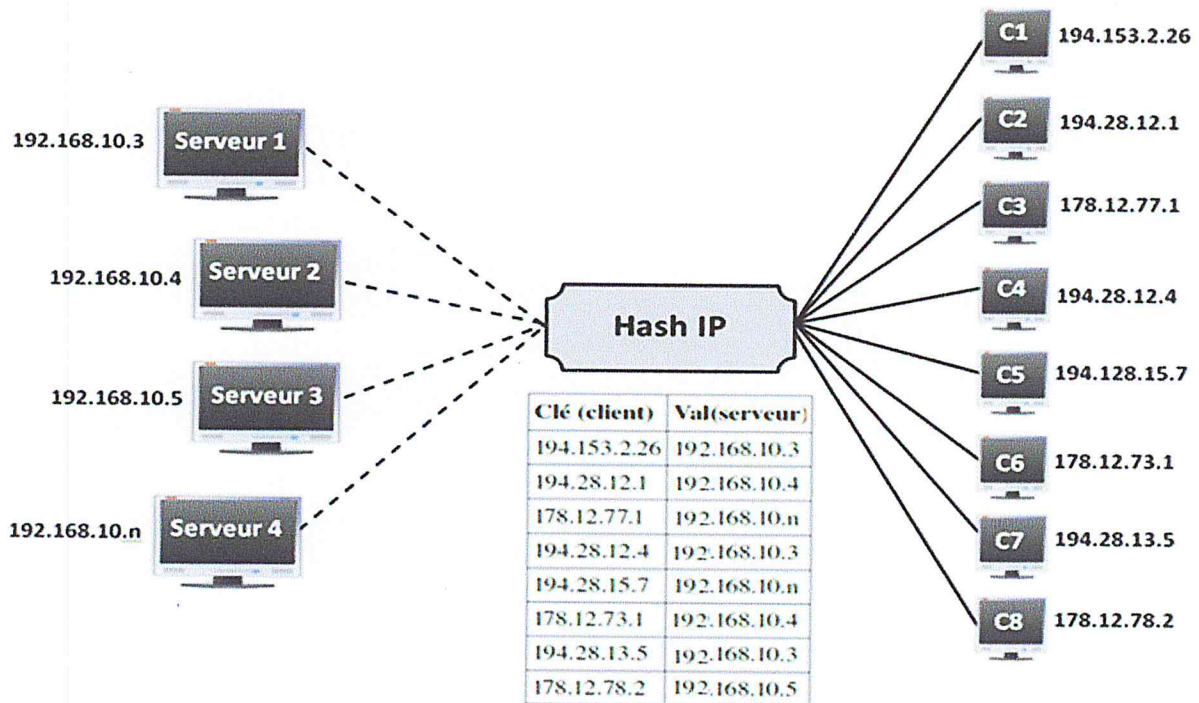 192.168.10.3
Serveur 1
192.168.10.4
Serveur 2
192.168.10.5
Serveur 3
192.168.10.n
Serveur 4
Hash IP
Clé (client) Val(serveur)
194.153.2.26 192.168.10.3
194.28.12.1 192.168.10.4
178.12.77.1 192.168.10.n
194.28.12.4 192.168.10.3
194.28.15.7 192.168.10.n
178.12.73.1 192.168.10.4
194.28.13.5 192.168.10.3
178.12.78.2 192.168.10.5
C1 194.153.2.26
C2 194.28.12.1
C3 178.12.77.1
C4 194.28.12.4
C5 194.128.15.7
C6 178.12.73.1
C7 194.28.13.5
C8 178.12.78.2